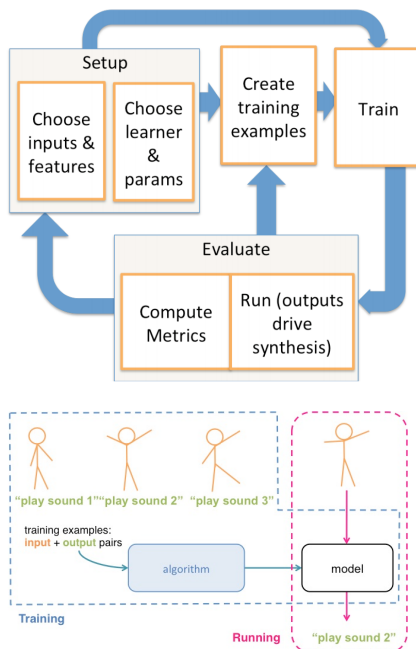 Setup
Choose
inputs &
features
Choose
learner
&
params
Create
training
examples
Train
Evaluate
Compute
Metrics
Run (outputs
drive
synthesis)
"play sound 1" "play sound 2" "play sound 3"
training examples:
input + output pairs
algorithm
model
Training
Running
"play sound 2"